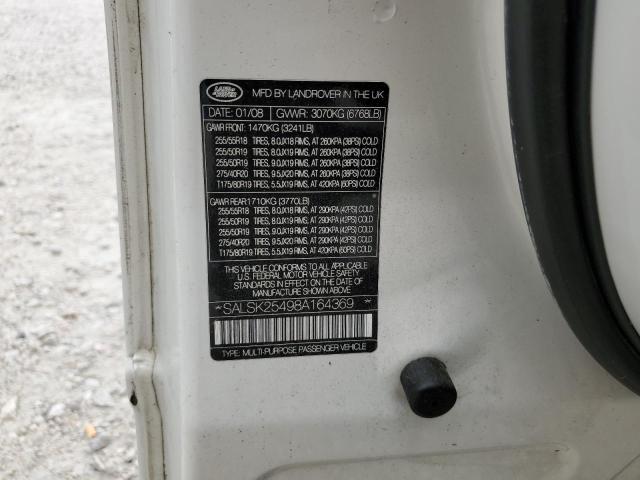 LAND ROVER
MFD BY LANDROVER IN THE UK
DATE: 01/08 GVWR: 3070KG (6768LB)
GAWR FRONT: 1470KG (3241LB)
255/55R18 TIRES, 8.0JX18 RIMS, AT 260KPA (38PSI) COLD
255/50R19 TIRES, 8.0JX19 RIMS, AT 260KPA (38PSI) COLD
255/50R19 TIRES, 9.0JX19 RIMS, AT 260KPA (38PSI) COLD
275/40R20 TIRES, 9.5JX20 RIMS, AT 260KPA (38PSI) COLD
T175/80R19 TIRES, 5.5JX19 RIMS, AT 420KPA (60PSI) COLD
GAWR REAR: 1710KG (3770LB)
255/55R18 TIRES, 8.0JX18 RIMS, AT 290KPA (42PSI) COLD
255/50R19 TIRES, 8.0JX19 RIMS, AT 290KPA (42PSI) COLD
255/50R19 TIRES, 9.0JX19 RIMS, AT 290KPA (42PSI) COLD
275/40R20 TIRES, 9.5JX20 RIMS, AT 290KPA (42PSI) COLD
T175/80R19 TIRES, 5.5JX19 RIMS, AT 420KPA (60PSI) COLD
THIS VEHICLE CONFORMS TO ALL APPLICABLE
U.S. FEDERAL MOTOR VEHICLE SAFETY
STANDARDS IN EFFECT ON THE DATE OF
MANUFACTURE SHOWN ABOVE
*SALSK25498A164369*
TYPE: MULTI-PURPOSE PASSENGER VEHICLE